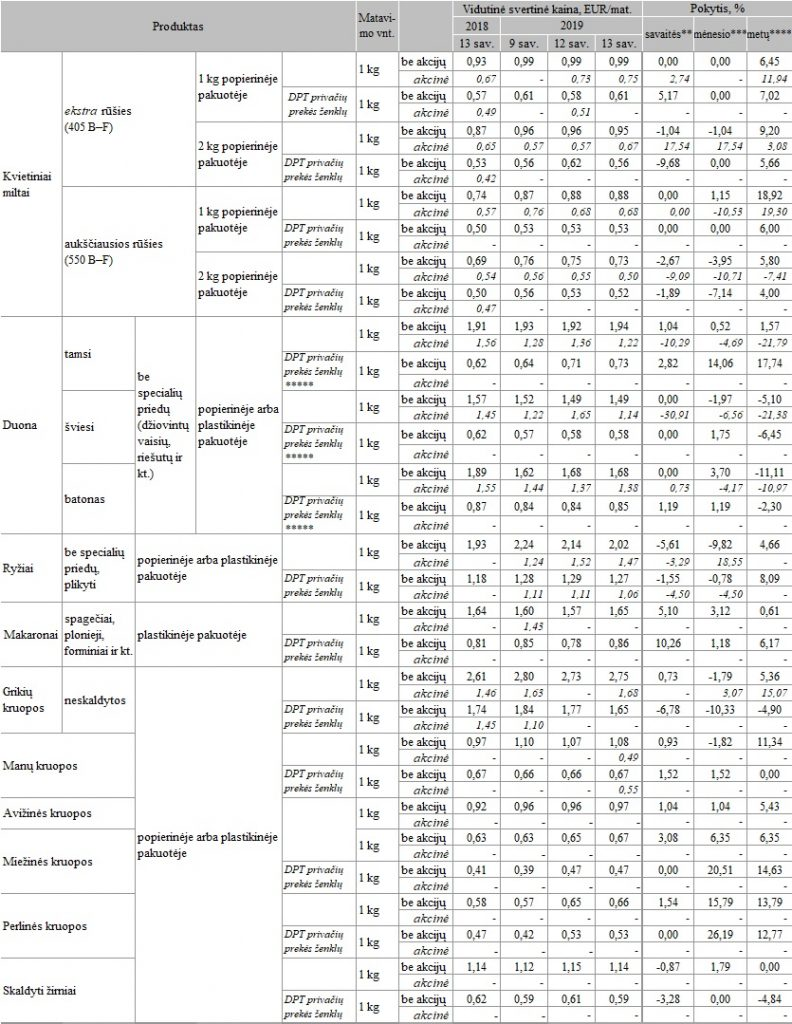 Produktas Matavi- mo vnt. Vidutinė svertinė kaina, EUR/mat. Pokytis, %
2018 2019 savaitės** mėnesio*** metų****
13 sav. 9 sav. 12 sav. 13 sav.
Kvietiniai miltai ekstra rūšies (405 B–F) 1 kg popierinėje pakuotėje 1 kg be akcijų 0,93 0,99 0,99 0,99 0,00 0,00 6,45
akcinė 0,67 - 0,73 0,75 2,74 - 11,94
DPT privačių prekės ženklų 1 kg be akcijų 0,57 0,61 0,58 0,61 5,17 0,00 7,02
akcinė 0,49 - 0,51 - - - -
2 kg popierinėje pakuotėje 1 kg be akcijų 0,87 0,96 0,96 0,95 -1,04 -1,04 9,20
akcinė 0,65 0,57 0,57 0,67 17,54 17,54 3,08
DPT privačių prekės ženklų 1 kg be akcijų 0,53 0,56 0,62 0,56 -9,68 0,00 5,66
akcinė 0,42 - - - - - -
aukščiausios rūšies (550 B–F) 1 kg popierinėje pakuotėje 1 kg be akcijų 0,74 0,87 0,88 0,88 0,00 1,15 18,92
akcinė 0,57 0,76 0,68 0,68 0,00 -10,53 19,30
DPT privačių prekės ženklų 1 kg be akcijų 0,50 0,53 0,53 0,53 0,00 0,00 6,00
akcinė - - - - - - -
2 kg popierinėje pakuotėje 1 kg be akcijų 0,69 0,76 0,75 0,73 -2,67 -3,95 5,80
akcinė 0,54 0,56 0,55 0,50 -9,09 -10,71 -7,41
DPT privačių prekės ženklų 1 kg be akcijų 0,50 0,56 0,53 0,52 -1,89 -7,14 4,00
akcinė 0,47 - - - - - -
Duona tamsi be specialių priedų (džiovintų vaisių, riešutų ir kt.) popierinėje arba plastikinėje pakuotėje 1 kg be akcijų 1,91 1,93 1,92 1,94 1,04 0,52 1,57
akcinė 1,56 1,28 1,36 1,22 -10,29 -4,69 -21,79
DPT privačių prekės ženklų ***** 1 kg be akcijų 0,62 0,64 0,71 0,73 2,82 14,06 17,74
akcinė - - - - - - -
šviesi 1 kg be akcijų 1,57 1,52 1,49 1,49 0,00 -1,97 -5,10
akcinė 1,45 1,22 1,65 1,14 -30,91 -6,56 -21,38
DPT privačių prekės ženklų ***** 1 kg be akcijų 0,62 0,57 0,58 0,58 0,00 1,75 -6,45
akcinė - - - - - - -
batonas 1 kg be akcijų 1,89 1,62 1,68 1,68 0,00 3,70 -11,11
akcinė 1,55 1,44 1,37 1,38 0,73 -4,17 -10,97
DPT privačių prekės ženklų ***** 1 kg be akcijų 0,87 0,84 0,84 0,85 1,19 1,19 -2,30
akcinė - - - - - - -
Ryžiai be specialių priedų, plikyti popierinėje arba plastikinėje pakuotėje 1 kg be akcijų 1,93 2,24 2,14 2,02 -5,61 -9,82 4,66
akcinė - 1,24 1,52 1,47 -3,29 18,55 -
DPT privačių prekės ženklų 1 kg be akcijų 1,18 1,28 1,29 1,27 -1,55 -0,78 8,09
akcinė - 1,11 1,11 1,06 -4,50 -4,50 -
Makaronai spagečiai, plonieji, forminiai ir kt. plastikinėje pakuotėje 1 kg be akcijų 1,64 1,60 1,57 1,65 5,10 3,12 0,61
akcinė - 1,43 - - - - -
DPT privačių prekės ženklų 1 kg be akcijų 0,81 0,85 0,78 0,86 10,26 1,18 6,17
akcinė - - - - - - -
Grikių kruopos neskaldytos popierinėje arba plastikinėje pakuotėje 1 kg be akcijų 2,61 2,80 2,73 2,75 0,73 -1,79 5,36
akcinė 1,46 1,63 - 1,68 - 3,07 15,07
DPT privačių prekės ženklų 1 kg be akcijų 1,74 1,84 1,77 1,65 -6,78 -10,33 -4,90
akcinė 1,45 1,10 - - - - -
Manų kruopos 1 kg be akcijų 0,97 1,10 1,07 1,08 0,93 -1,82 11,34
akcinė - - - 0,49 - - -
DPT privačių prekės ženklų 1 kg be akcijų 0,67 0,66 0,66 0,67 1,52 1,52 0,00
akcinė - - - 0,55 - - -
Avižinės kruopos 1 kg be akcijų 0,92 0,96 0,96 0,97 1,04 1,04 5,43
akcinė - - - - - - -
Miežinės kruopos 1 kg be akcijų 0,63 0,63 0,65 0,67 3,08 6,35 6,35
akcinė - - - - - - -
DPT privačių prekės ženklų 1 kg be akcijų 0,41 0,39 0,47 0,47 0,00 20,51 14,63
akcinė - - - - - - -
Perlinės kruopos 1 kg be akcijų 0,58 0,57 0,65 0,66 1,54 15,79 13,79
akcinė - - - - - - -
DPT privačių prekės ženklų 1 kg be akcijų 0,47 0,42 0,53 0,53 0,00 26,19 12,77
akcinė - - - - - - -
Skaldyti žirniai 1 kg be akcijų 1,14 1,12 1,15 1,14 -0,87 1,79 0,00
akcinė - - - - - - -
DPT privačių prekės ženklų 1 kg be akcijų 0,62 0,59 0,61 0,59 -3,28 0,00 -4,84
akcinė - - - - - - -